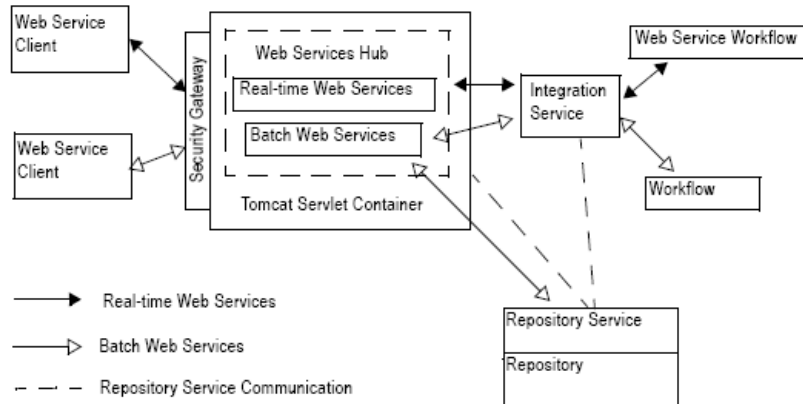 Web Service
Client
Web Service
Client
Security Gateway
Web Services Hub
Real-time Web Services
Batch Web Services
Tomcat Servlet Container
Integration
Service
Web Service Workflow
Workflow
Repository Service
Repository
Real-time Web Services
Batch Web Services
Repository Service Communication